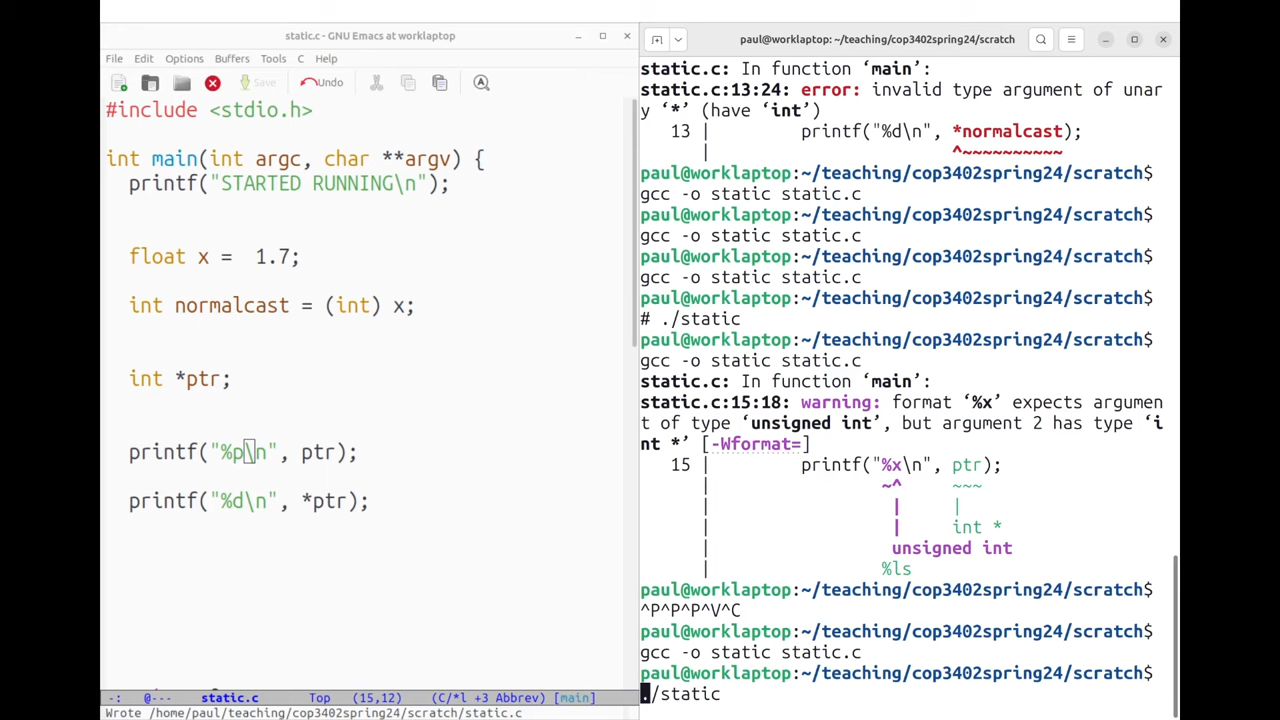 static.c - GNU Emacs at worklaptop
File Edit Options Buffers Tools C Help
Save Undo
#include <stdio.h>
int main(int argc, char **argv) {
printf("STARTED RUNNING\n");
float x =  1.7;
int normalcast = (int) x;
int *ptr;
printf("%p\n", ptr);
printf("%d\n", *ptr);
-: @--- static.c Top (15,12) (C/*l +3 Abbrev) [main]
Wrote /home/paul/teaching/cop3402spring24/scratch/static.c
paul@worklaptop: ~/teaching/cop3402spring24/scratch
static.c: In function ‘main’:
static.c:13:24: error: invalid type argument of unar
y ‘*’ (have ‘int’)
13 | printf("%d\n", *normalcast);
| ^~~~~~~~~~~
paul@worklaptop:~/teaching/cop3402spring24/scratch$
gcc -o static static.c
paul@worklaptop:~/teaching/cop3402spring24/scratch$
gcc -o static static.c
paul@worklaptop:~/teaching/cop3402spring24/scratch$
gcc -o static static.c
paul@worklaptop:~/teaching/cop3402spring24/scratch$
# ./static
paul@worklaptop:~/teaching/cop3402spring24/scratch$
gcc -o static static.c
static.c: In function ‘main’:
static.c:15:18: warning: format ‘%x’ expects argumen
t of type ‘unsigned int’, but argument 2 has type ‘i
nt *’ [-Wformat=]
15 | printf("%x\n", ptr);
| ~^ ~~~
| | |
| | int *
| unsigned int
| %ls
paul@worklaptop:~/teaching/cop3402spring24/scratch$
^P^P^P^V^C
paul@worklaptop:~/teaching/cop3402spring24/scratch$
gcc -o static static.c
paul@worklaptop:~/teaching/cop3402spring24/scratch$
./static